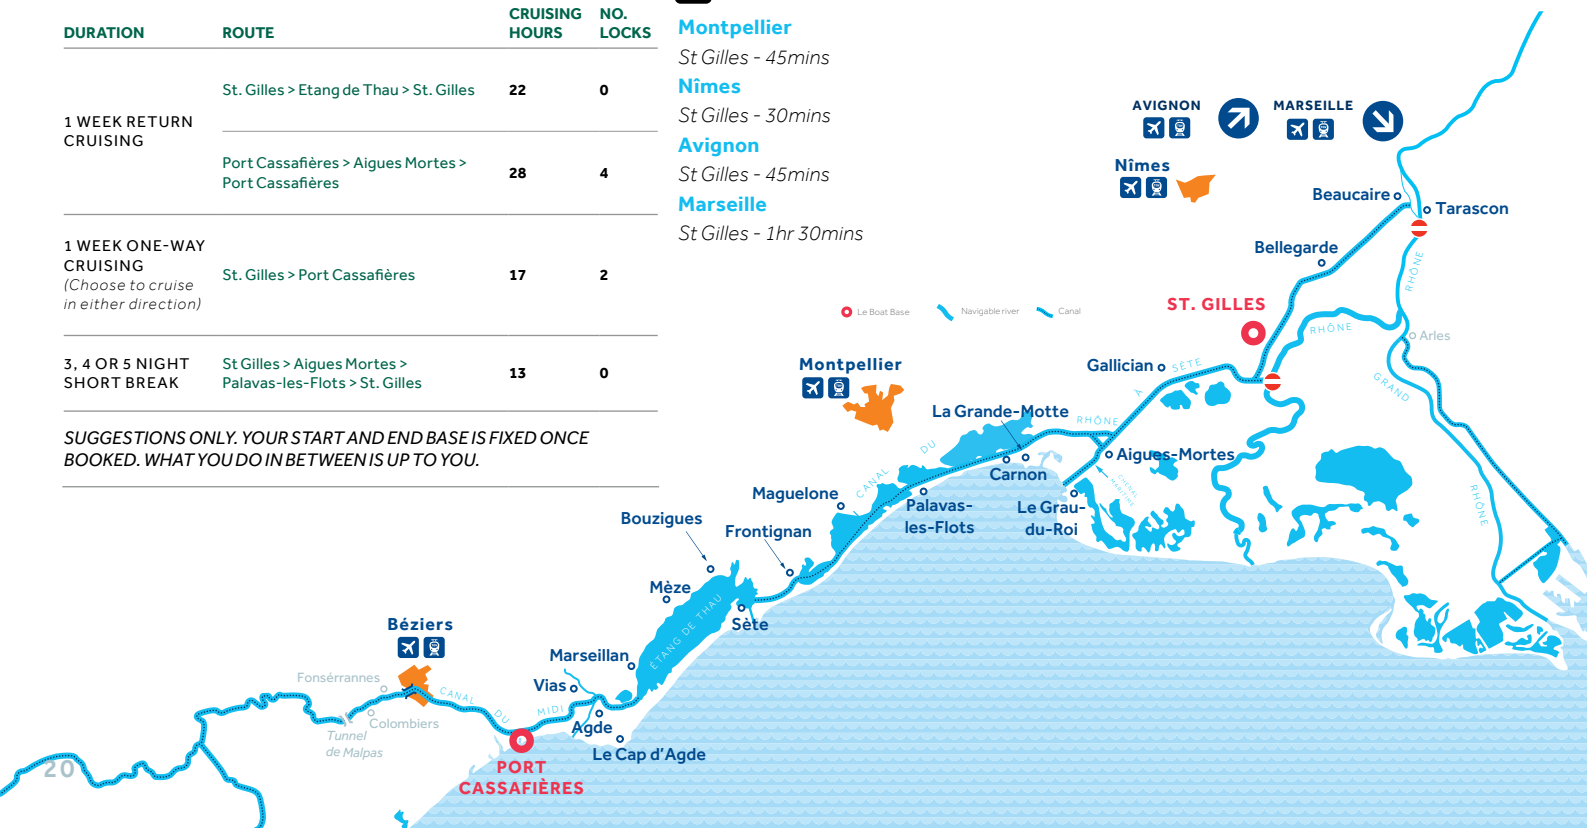 DURATION
ROUTE
CRUISING
HOURS
NO.
LOCKS
1 WEEK RETURN
CRUISING
St. Gilles > Etang de Thau > St. Gilles
22
0
Port Cassafières > Aigues Mortes >
Port Cassafières
28
4
1 WEEK ONE-WAY
CRUISING
(Choose to cruise
in either direction)
St. Gilles > Port Cassafières
17
2
3, 4 OR 5 NIGHT
SHORT BREAK
St Gilles > Aigues Mortes >
Palavas-les-Flots > St. Gilles
13
0
SUGGESTIONS ONLY. YOUR START AND END BASE IS FIXED ONCE
BOOKED. WHAT YOU DO IN BETWEEN IS UP TO YOU.
Montpellier
St Gilles - 45mins
Nîmes
St Gilles - 30mins
Avignon
St Gilles - 45mins
Marseille
St Gilles - 1hr 30mins
Le Boat Base
Navigable river
Canal
AVIGNON
MARSEILLE
Nîmes
Beaucaire
Tarascon
Bellegarde
RHÔNE
ST. GILLES
RHÔNE
Arles
Montpellier
Gallician
SÈTE
À
RHÔNE
GRAND
RHÔNE
La Grande-Motte
DU
CANAL
Aigues-Mortes
Carnon
CHENAL
MARITIME
Maguelone
Palavas-
les-Flots
Le Grau-
du-Roi
Bouzigues
Frontignan
Mèze
ÉTANG DE THAU
Sète
Béziers
Marseillan
Fonsérrannes
Vias
CANAL
DU
MIDI
Colombiers
Agde
Tunnel
de Malpas
Le Cap d'Agde
PORT
CASSAFIÈRES
20